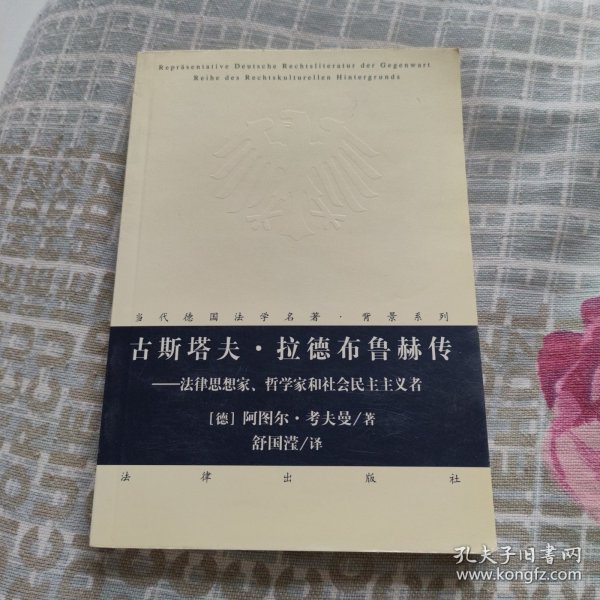 Repräsentative Deutsche Rechtsliteratur der Gegenwart
Reihe des Rechtskulturellen Hintergrunds
当代德国法学名著·背景系列
古斯塔夫·拉德布鲁赫传
——法律思想家、哲学家和社会民主主义者
［德］阿图尔·考夫曼/著
舒国滢/译
法律出版社
孔夫子旧书网
www.kongfz.com